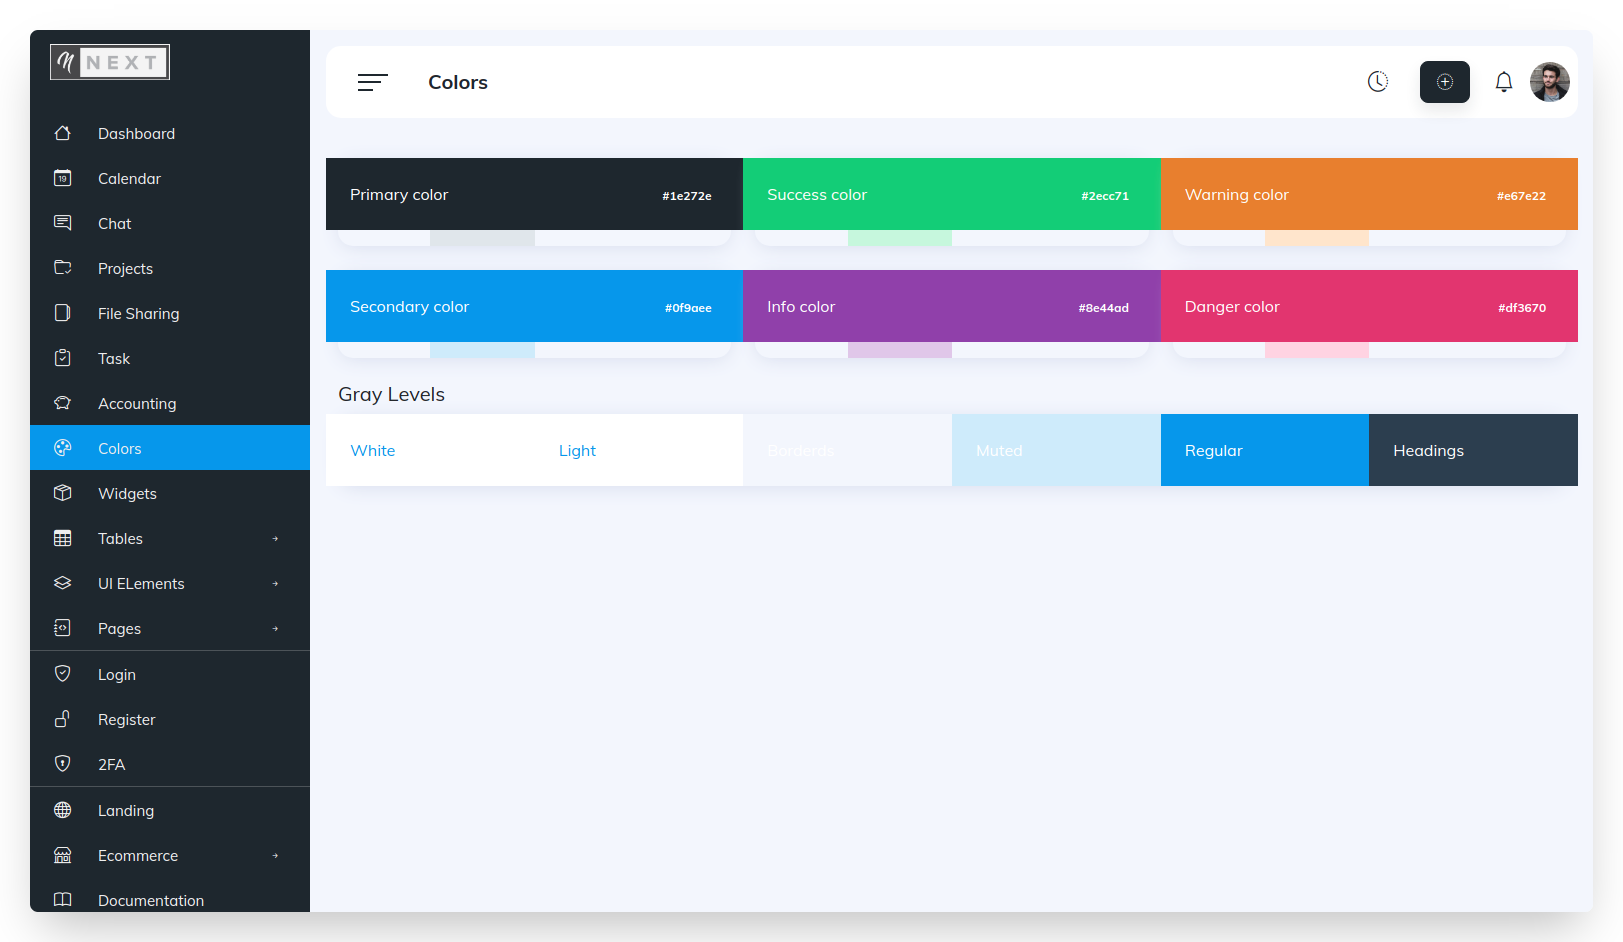 NEXT
Dashboard
19
Calendar
Chat
Projects
File Sharing
Task
Accounting
Colors
Widgets
Tables
UI ELements
Pages
Login
Register
2FA
Landing
Ecommerce
Documentation
Colors
Primary color #1e272e
Success color #2ecc71
Warning color #e67e22
Secondary color #0f9aee
Info color #8e44ad
Danger color #df3670
Gray Levels
White
Light
Borderds
Muted
Regular
Headings